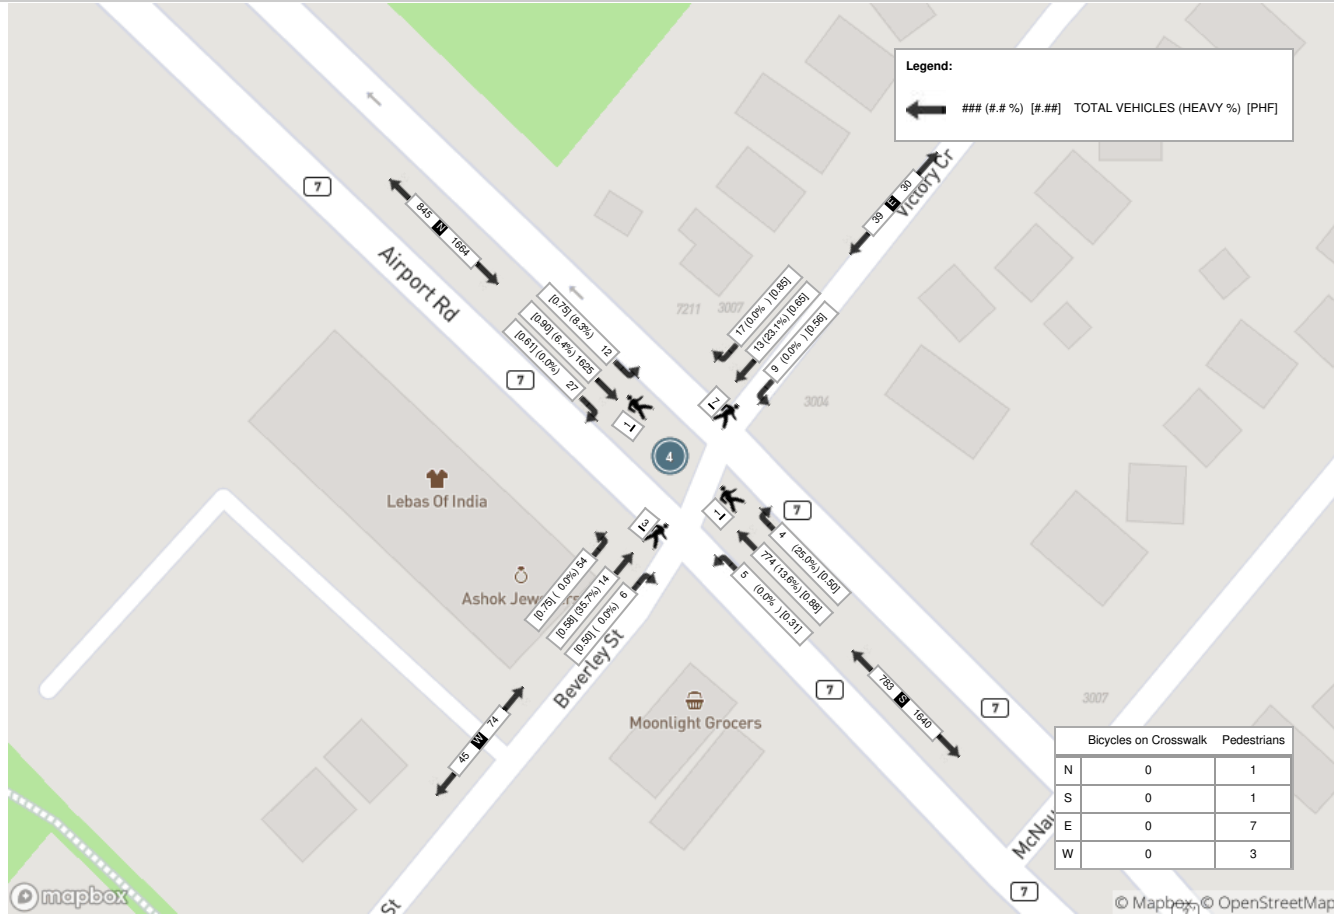 Legend:
### (#.# %) [#.##] TOTAL VEHICLES (HEAVY %) [PHF]
7
845 N 1664
Airport Rd
30 E 39
Victory Cr
7211 3007
[0.75] (8.3%) 12
[0.90] (6.4%) 1625
[0.61] (0.0%) 27
17 (0.0% ) [0.85]
13 (23.1%) [0.65]
9 (0.0% ) [0.56]
7
3004
7
1
4
Lebas Of India
7
1
3
Ashok Jew rs
[0.75] ( 0.0%) 54
[0.58] (35.7%) 14
[0.50] ( 0.0%) 6
4 (25.0%) [0.50]
774 (13.6%) [0.88]
5 (0.0% ) [0.31]
Beverley St
7
783 S 1640
7
3007
Moonlight Grocers
45 W 74
Bicycles on Crosswalk Pedestrians
N 0 1
S 0 1
E 0 7
W 0 3
McNau
7
St
mapbox
© Mapbox © OpenStreetMap